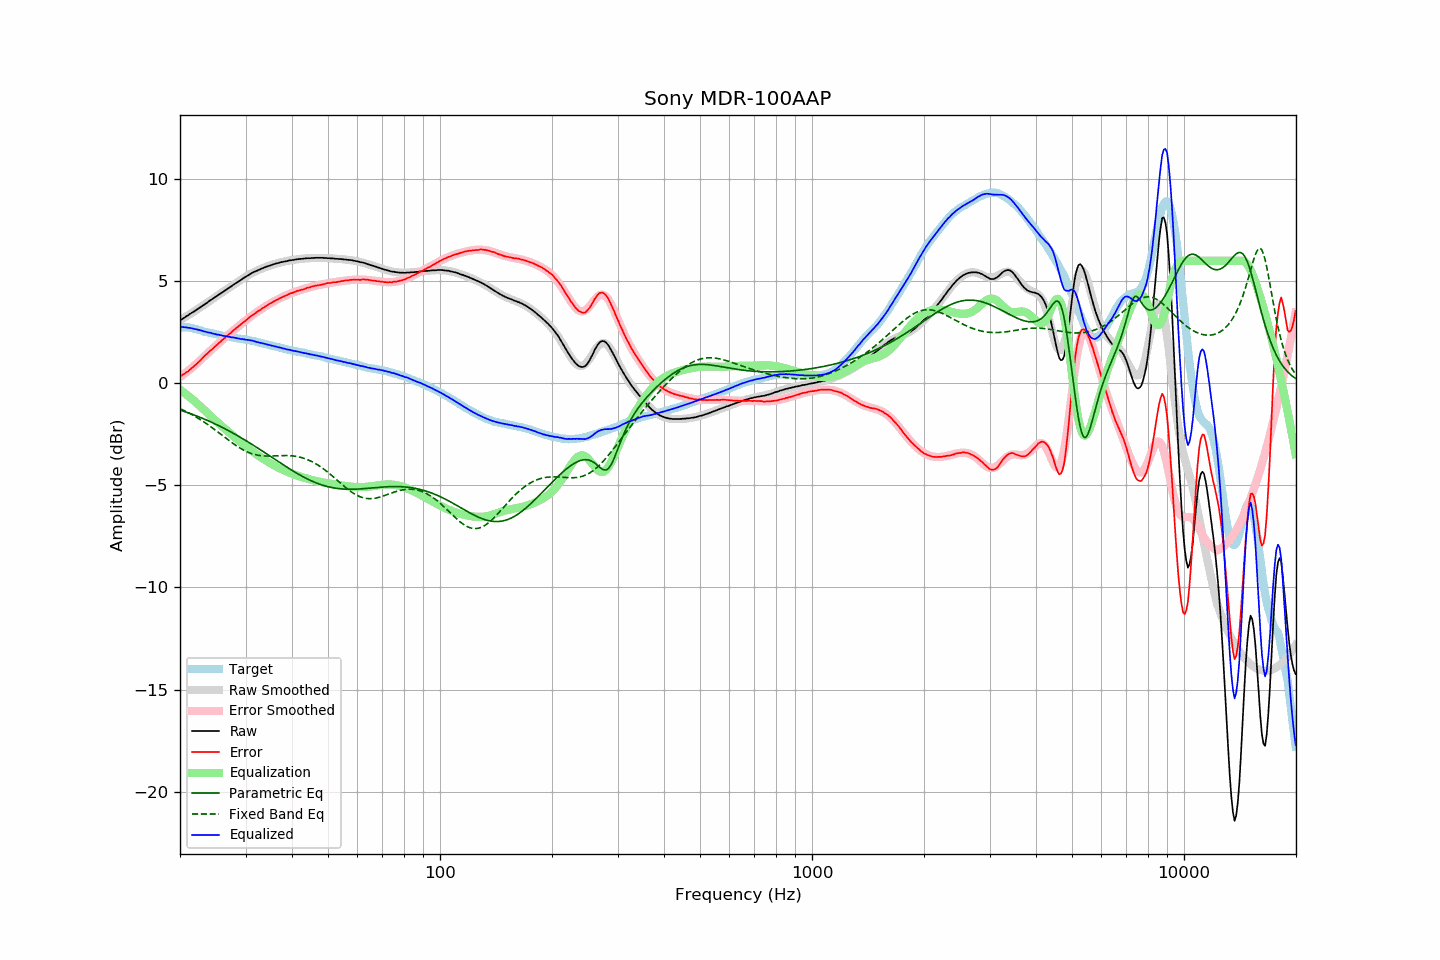 Sony MDR-100AAP
10
5
0
−5
−10
−15
−20
Amplitude (dBr)
Target
Raw Smoothed
Error Smoothed
Raw
Error
Equalization
Parametric Eq
Fixed Band Eq
Equalized
100 1000 10000
Frequency (Hz)